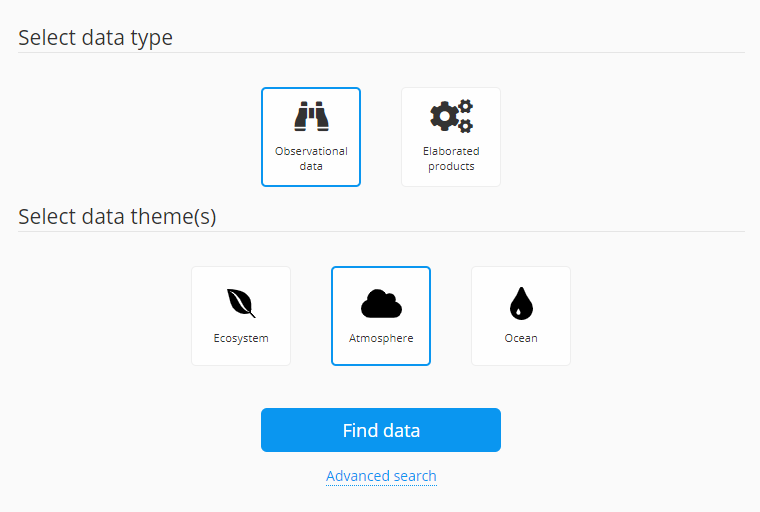 Select data type
Observational
data
Elaborated
products
Select data theme(s)
Ecosystem
Atmosphere
Ocean
Find data
Advanced search